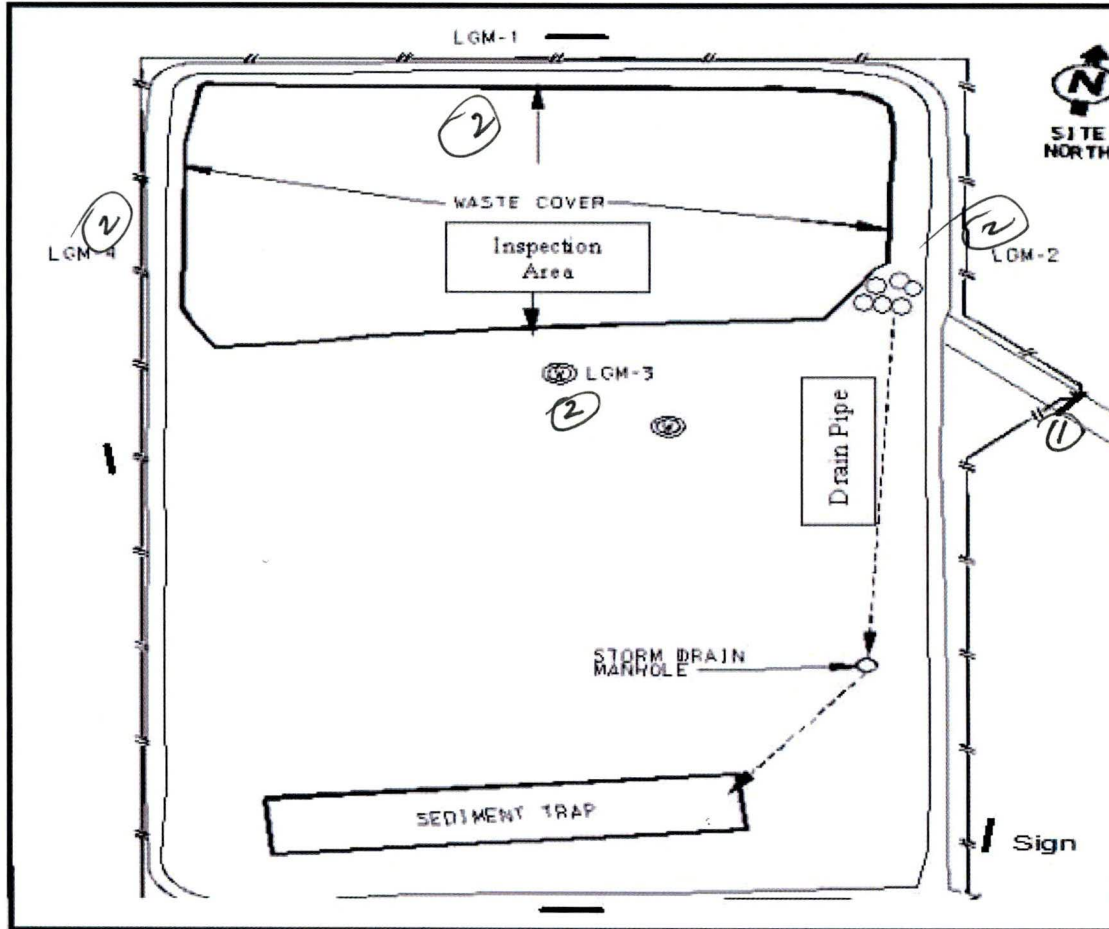 LGM-1
N
SITE
NORTH
2
2
WASTE COVER
2
LGM-4
Inspection
Area
LGM-2
LGM-3
2
Drain Pipe
1
STORM DRAIN
MANHOLE
SEDIMENT TRAP
Sign